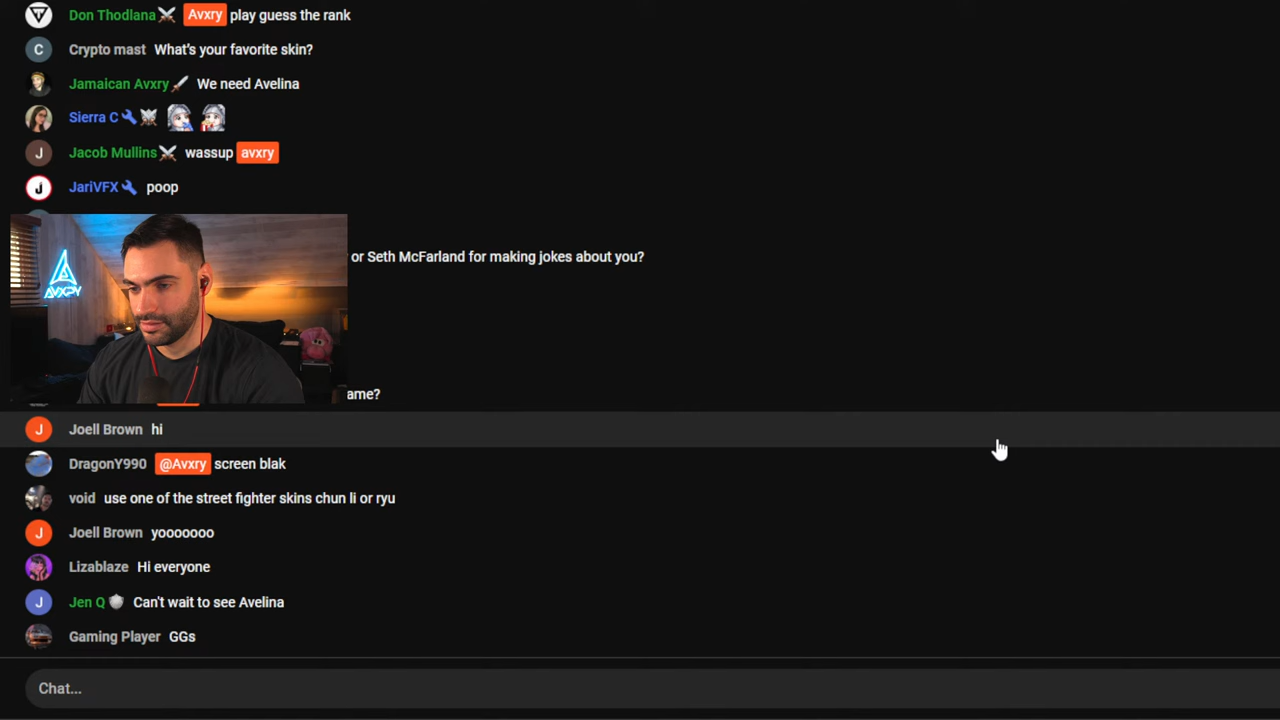 Don Thodlana Avxry play guess the rank
C Crypto mast What's your favorite skin?
Jamaican Avxry We need Avelina
Sierra C
J Jacob Mullins wassup avxry
J JariVFX poop
or Seth McFarland for making jokes about you?
AVXPY
ame?
J Joell Brown hi
DragonY990 @Avxry screen blak
void use one of the street fighter skins chun li or ryu
J Joell Brown yooooooo
Lizablaze Hi everyone
J Jen Q Can't wait to see Avelina
Gaming Player GGs
Chat...